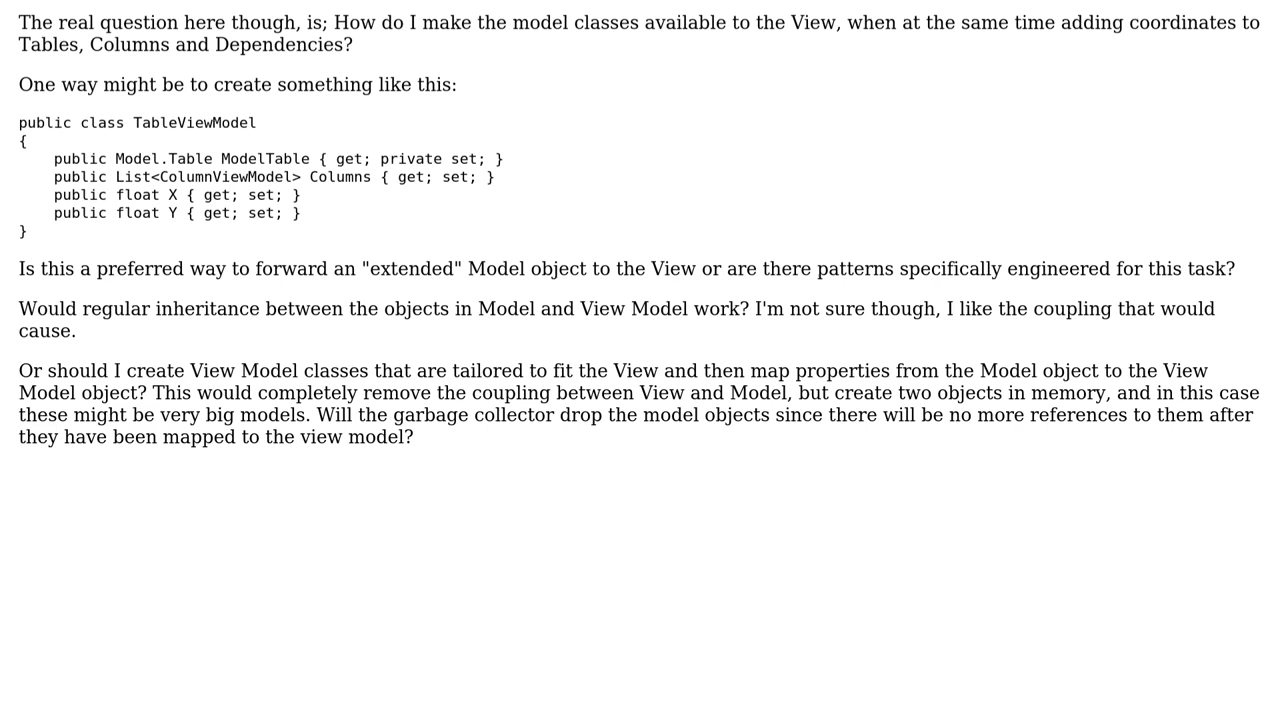 The real question here though, is; How do I make the model classes available to the View, when at the same time adding coordinates to
Tables, Columns and Dependencies?
One way might be to create something like this:
public class TableViewModel
{
    public Model.Table ModelTable { get; private set; }
    public List<ColumnViewModel> Columns { get; set; }
    public float X { get; set; }
    public float Y { get; set; }
}
Is this a preferred way to forward an "extended" Model object to the View or are there patterns specifically engineered for this task?
Would regular inheritance between the objects in Model and View Model work? I'm not sure though, I like the coupling that would
cause.
Or should I create View Model classes that are tailored to fit the View and then map properties from the Model object to the View
Model object? This would completely remove the coupling between View and Model, but create two objects in memory, and in this case
these might be very big models. Will the garbage collector drop the model objects since there will be no more references to them after
they have been mapped to the view model?